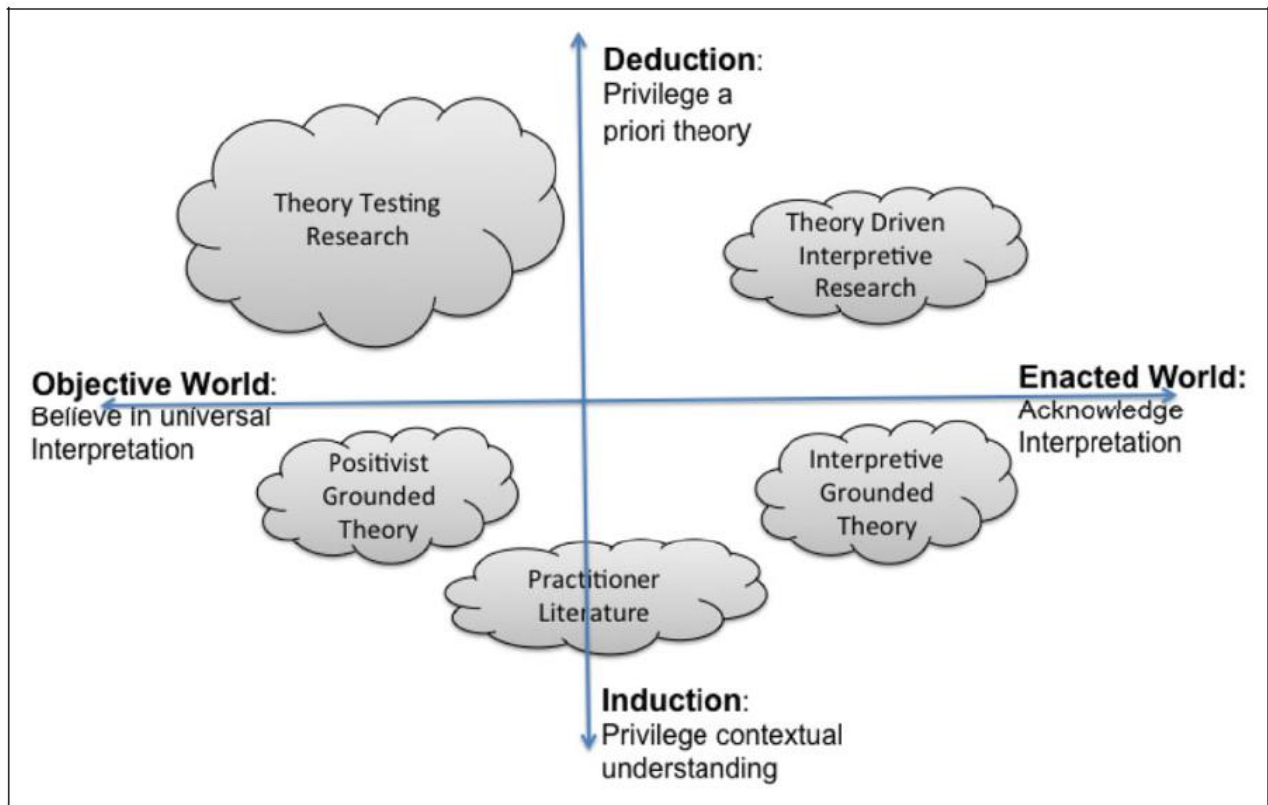 Deduction:
Privilege a
priori theory
Theory Testing
Research
Theory Driven
Interpretive
Research
Objective World:
Believe in universal
Interpretation
Enacted World:
Acknowledge
Interpretation
Positivist
Grounded
Theory
Interpretive
Grounded
Theory
Practitioner
Literature
Induction:
Privilege contextual
understanding